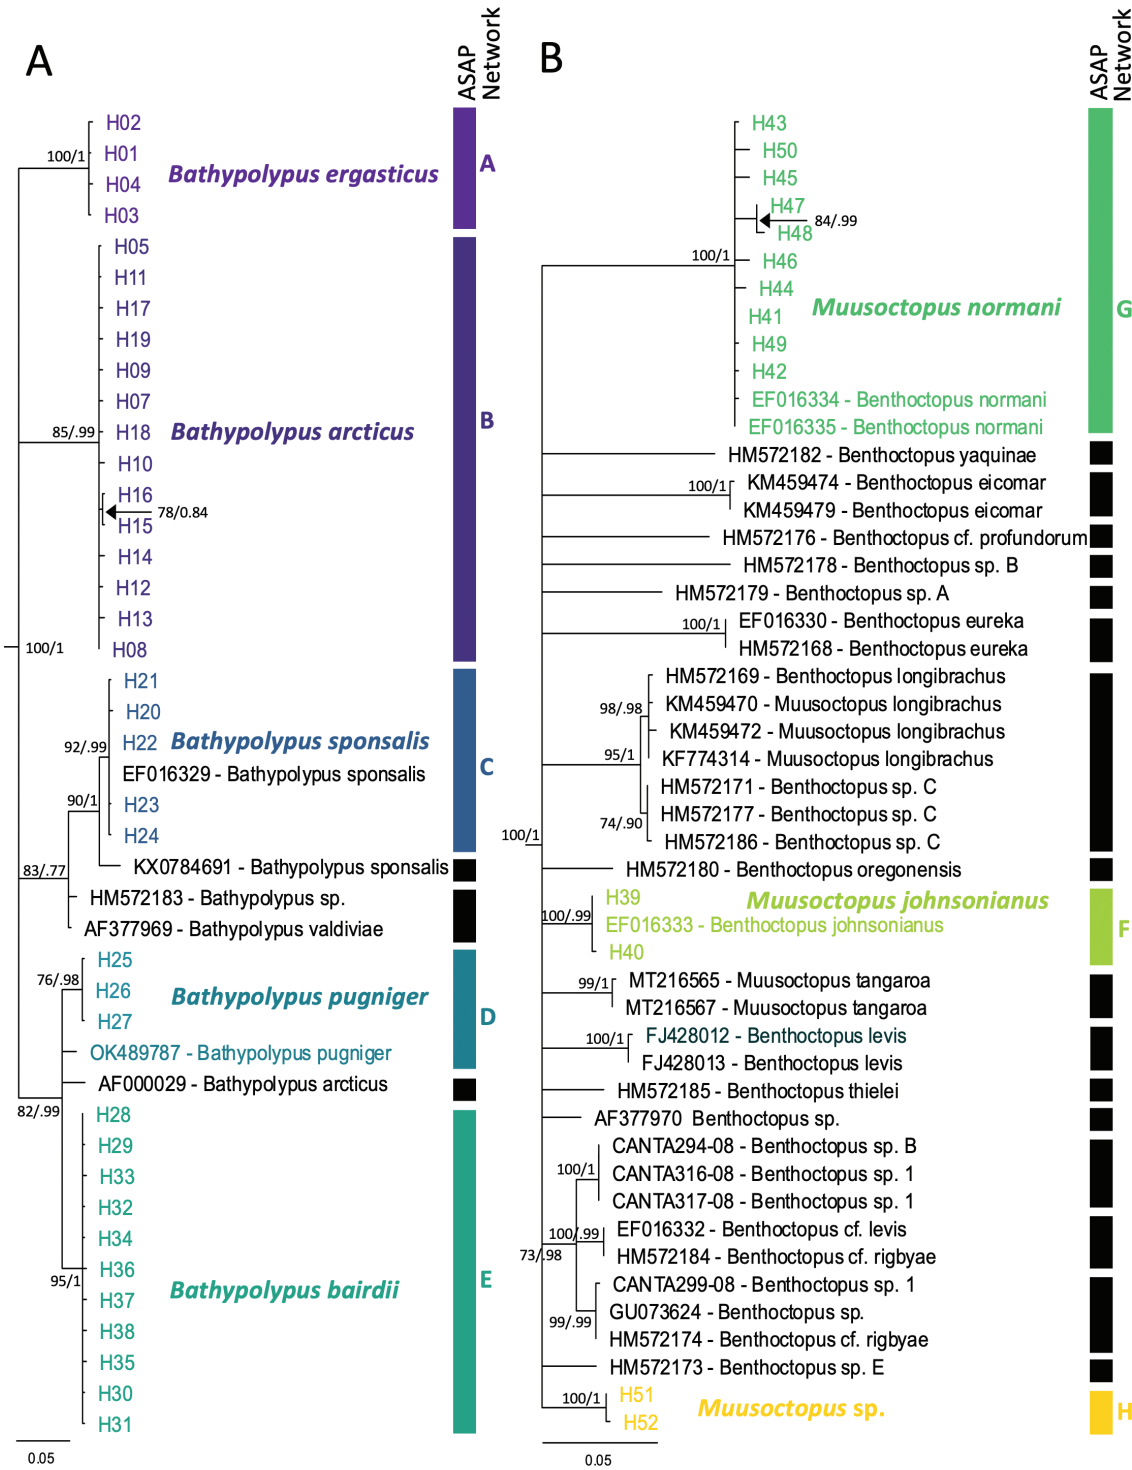 A
ASAP
Network
H02
H01
100/1
H04
Bathypolypus ergasticus
A
H03
H05
H11
H17
H19
H09
H07
85/.99
H18
Bathypolypus arcticus
B
H10
H16
78/0.84
H15
H14
H12
H13
100/1
H08
H21
H20
92/.99
H22
Bathypolypus sponsalis
C
EF016329 - Bathypolypus sponsalis
90/1
H23
H24
KX0784691 - Bathypolypus sponsalis
83/.77
HM572183 - Bathypolypus sp.
AF377969 - Bathypolypus valdiviae
H25
76/.98
H26
Bathypolypus pugniger
D
H27
OK489787 - Bathypolypus pugniger
AF000029 - Bathypolypus arcticus
82/.99
H28
H29
H33
H32
H34
H36
95/1
Bathypolypus bairdii
E
H37
H38
H35
H30
H31
0.05
B
ASAP
Network
H43
H50
H45
H47
84/.99
H48
100/1
H46
H44
Muusoctopus normani
G
H41
H49
H42
EF016334 - Benthoctopus normani
EF016335 - Benthoctopus normani
HM572182 - Benthoctopus yaquinae
100/1
KM459474 - Benthoctopus eicomar
KM459479 - Benthoctopus eicomar
HM572176 - Benthoctopus cf. profundorum
HM572178 - Benthoctopus sp. B
HM572179 - Benthoctopus sp. A
100/1
EF016330 - Benthoctopus eureka
HM572168 - Benthoctopus eureka
HM572169 - Benthoctopus longibrachus
98/.98
KM459470 - Muusoctopus longibrachus
KM459472 - Muusoctopus longibrachus
95/1
KF774314 - Muusoctopus longibrachus
HM572171 - Benthoctopus sp. C
HM572177 - Benthoctopus sp. C
74/.90
HM572186 - Benthoctopus sp. C
100/1
HM572180 - Benthoctopus oregonensis
H39
Muusoctopus johnsonianus
100/.99
EF016333 - Benthoctopus johnsonianus
F
H40
99/1
MT216565 - Muusoctopus tangaroa
MT216567 - Muusoctopus tangaroa
100/1
FJ428012 - Benthoctopus levis
FJ428013 - Benthoctopus levis
HM572185 - Benthoctopus thielei
AF377970 Benthoctopus sp.
CANTA294-08 - Benthoctopus sp. B
100/1
CANTA316-08 - Benthoctopus sp. 1
CANTA317-08 - Benthoctopus sp. 1
100/.99
EF016332 - Benthoctopus cf. levis
73/.98
HM572184 - Benthoctopus cf. rigbyae
CANTA299-08 - Benthoctopus sp. 1
99/.99
GU073624 - Benthoctopus sp.
HM572174 - Benthoctopus cf. rigbyae
HM572173 - Benthoctopus sp. E
100/1
H51
Muusoctopus sp.
H
H52
0.05